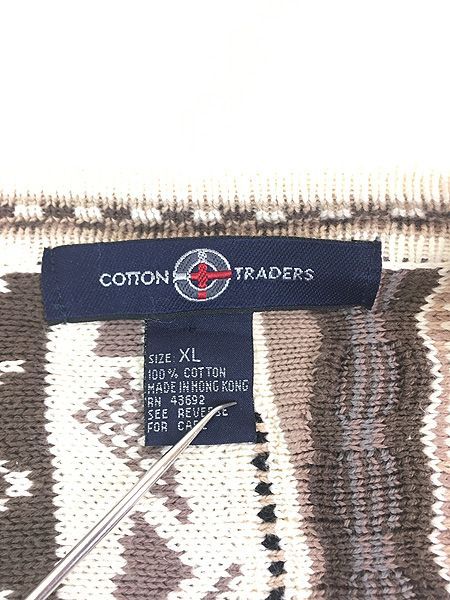 COTTON TRADERS
SIZE: XL
100% COTTON
MADE IN HONG KONG
RN 43692
SEE REVERSE
FOR CARE